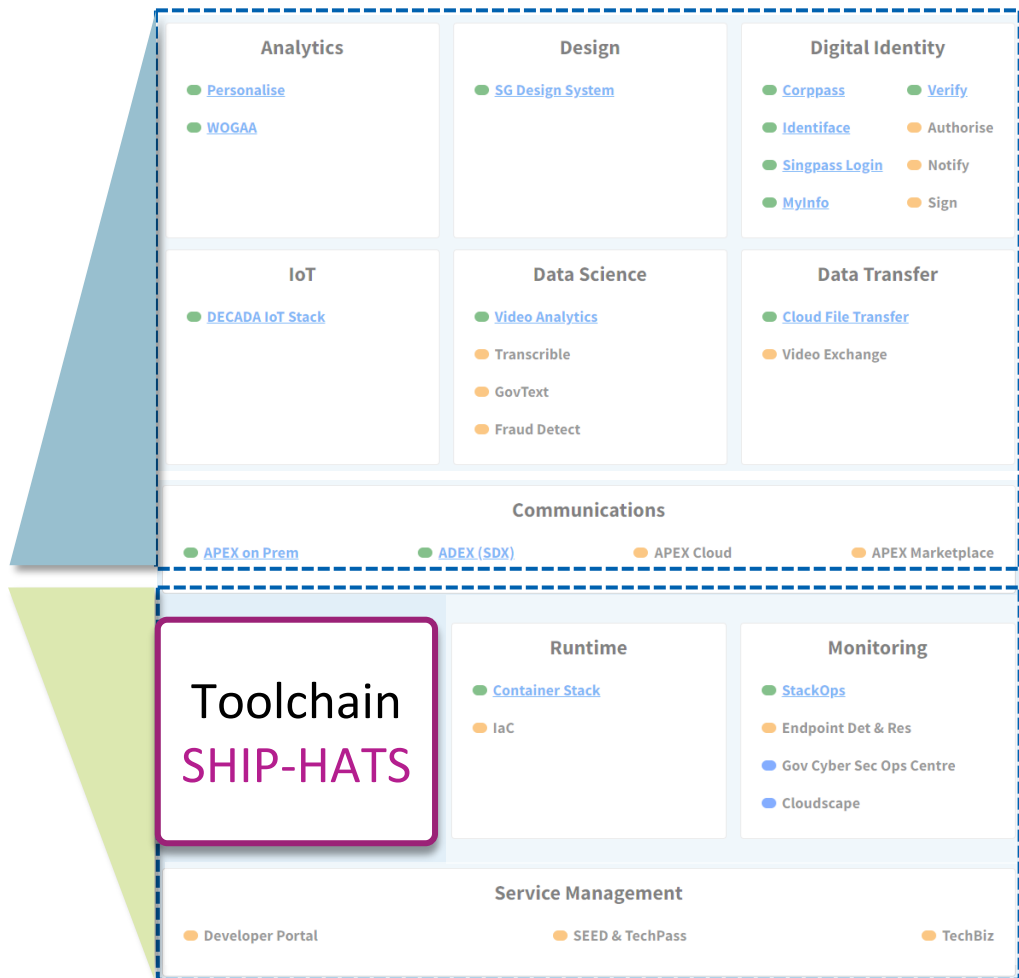 Analytics
Personalise
WOGAA
Design
SG Design System
Digital Identity
Corppass
Verify
Identiface
Authorise
Singpass Login
Notify
MyInfo
Sign
IoT
DECADA IoT Stack
Data Science
Video Analytics
Transcrible
GovText
Fraud Detect
Data Transfer
Cloud File Transfer
Video Exchange
Communications
APEX on Prem
ADEX (SDX)
APEX Cloud
APEX Marketplace
Toolchain
SHIP-HATS
Runtime
Container Stack
IaC
Monitoring
StackOps
Endpoint Det & Res
Gov Cyber Sec Ops Centre
Cloudscape
Service Management
Developer Portal
SEED & TechPass
TechBiz